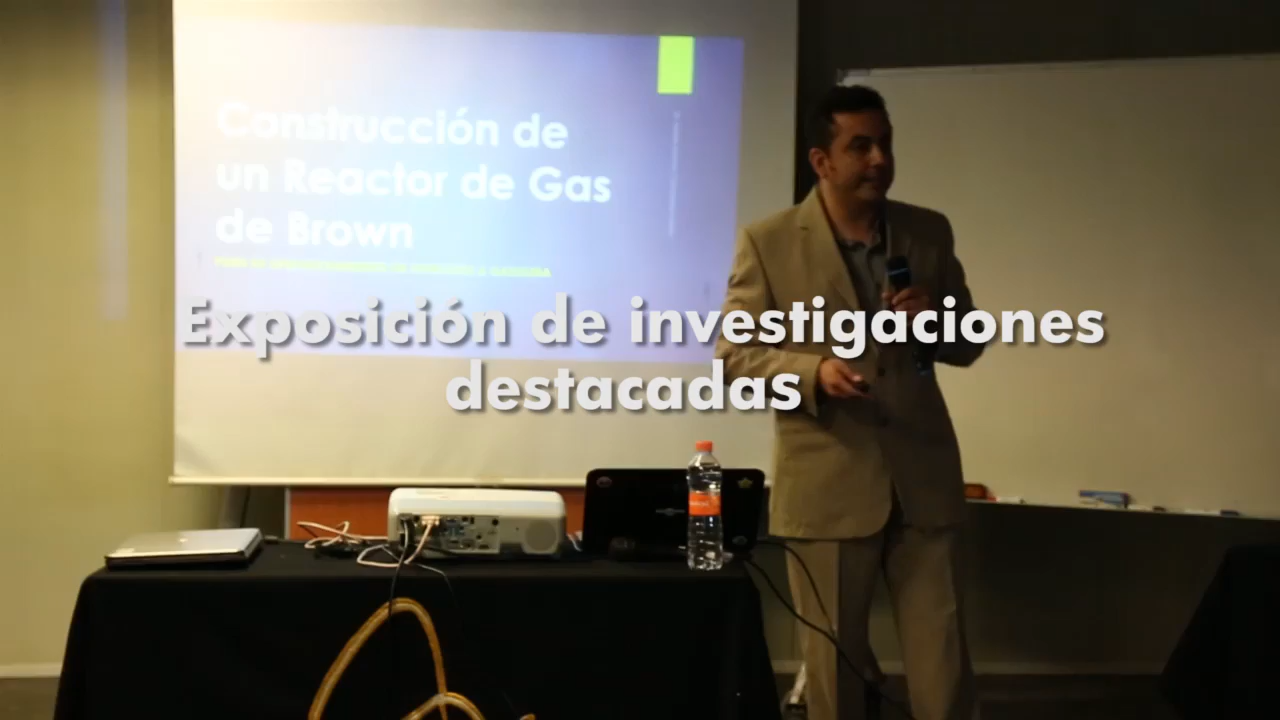 Construcción de
un Reactor de Gas
de Brown
Exposición de investigaciones
destacadas